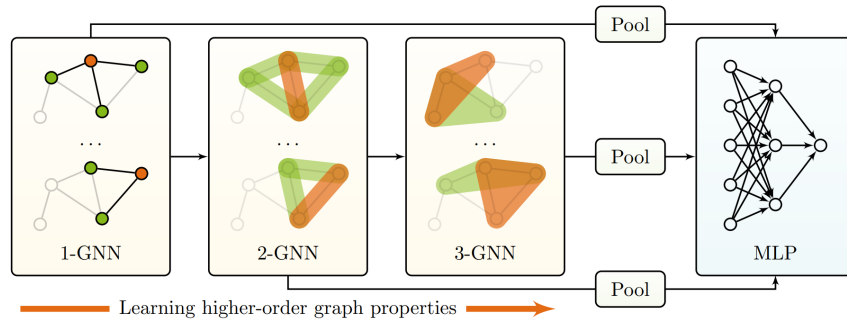 Pool
...
...
...
Pool
1-GNN
2-GNN
3-GNN
MLP
Pool
Learning higher-order graph properties